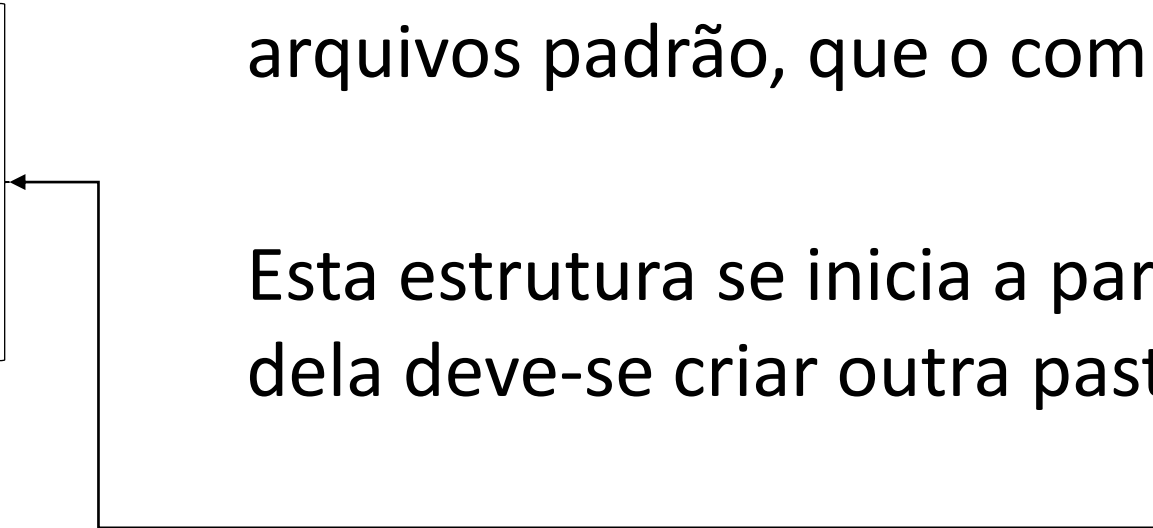 arquivos padrão, que o com
Esta estrutura se inicia a par
dela deve-se criar outra past